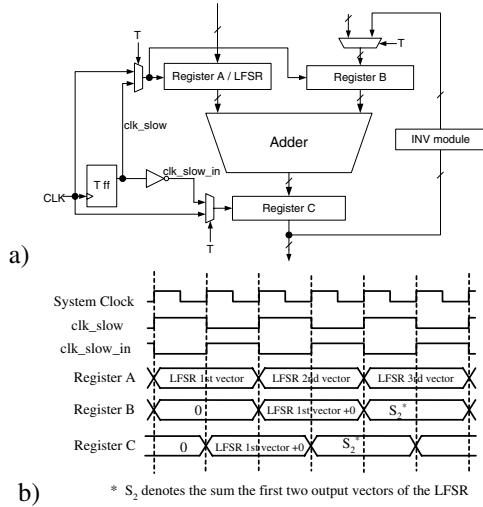 T
T
Register A / LFSR
Register B
clk_slow
Adder
INV module
T ff
clk_slow_in
CLK
Register C
T
a)
System Clock
clk_slow
clk_slow_in
Register A LFSR 1st vector LFSR 2nd vector LFSR 3rd vector
Register B 0 LFSR 1st vector +0 S₂*
Register C 0 LFSR 1st vector +0 S₂*
b) * S₂ denotes the sum the first two output vectors of the LFSR